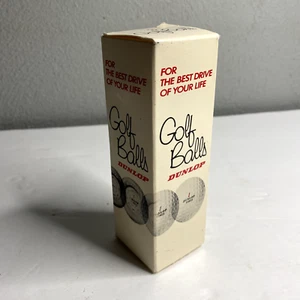 FOR
THE BEST DRIVE
OF YOUR LIFE
Golf
Balls
DUNLOP
FOR
THE BEST DRIVE
OF YOUR LIFE
Golf
Balls
DUNLOP